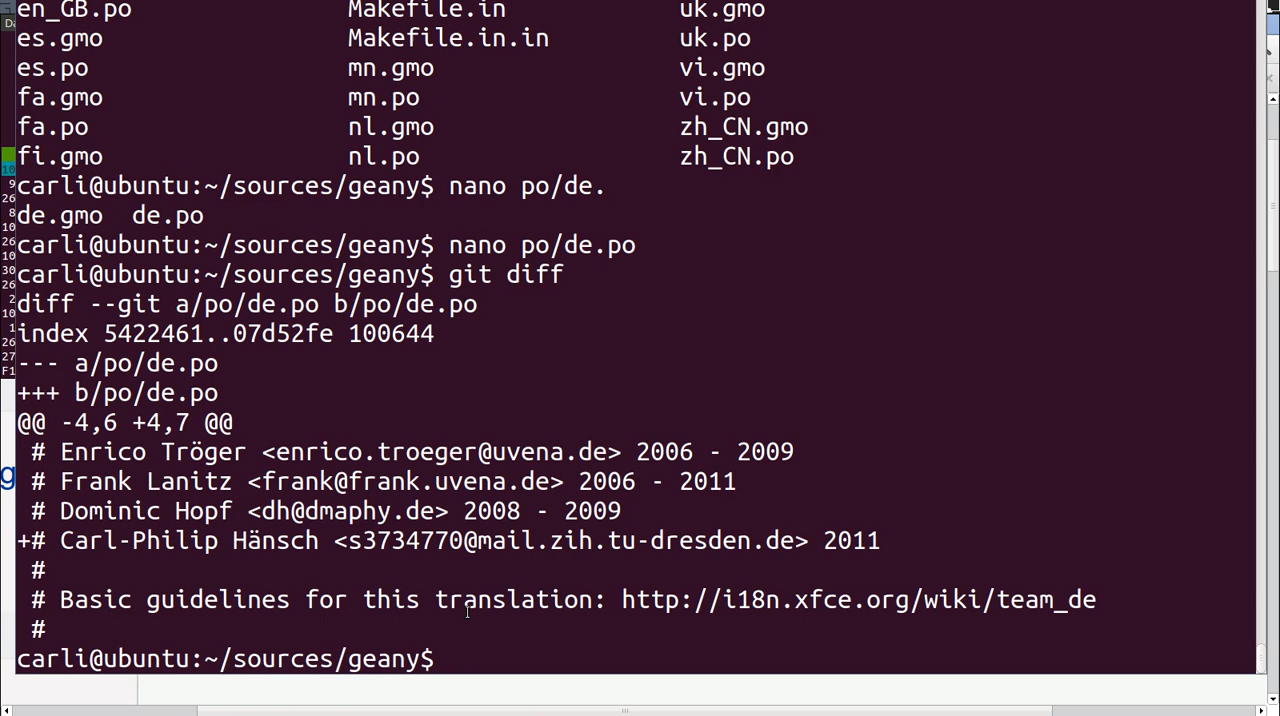 en_GB.po Makefile.in uk.gmo
es.gmo Makefile.in.in uk.po
es.po mn.gmo vi.gmo
fa.gmo mn.po vi.po
fa.po nl.gmo zh_CN.gmo
fi.gmo nl.po zh_CN.po
carli@ubuntu:~/sources/geany$ nano po/de.
de.gmo de.po
carli@ubuntu:~/sources/geany$ nano po/de.po
carli@ubuntu:~/sources/geany$ git diff
diff --git a/po/de.po b/po/de.po
index 5422461..07d52fe 100644
--- a/po/de.po
+++ b/po/de.po
@@ -4,6 +4,7 @@
# Enrico Tröger <enrico.troeger@uvena.de> 2006 - 2009
# Frank Lanitz <frank@frank.uvena.de> 2006 - 2011
# Dominic Hopf <dh@dmaphy.de> 2008 - 2009
+# Carl-Philip Hänsch <s3734770@mail.zih.tu-dresden.de> 2011
#
# Basic guidelines for this translation: http://i18n.xfce.org/wiki/team_de
#
carli@ubuntu:~/sources/geany$